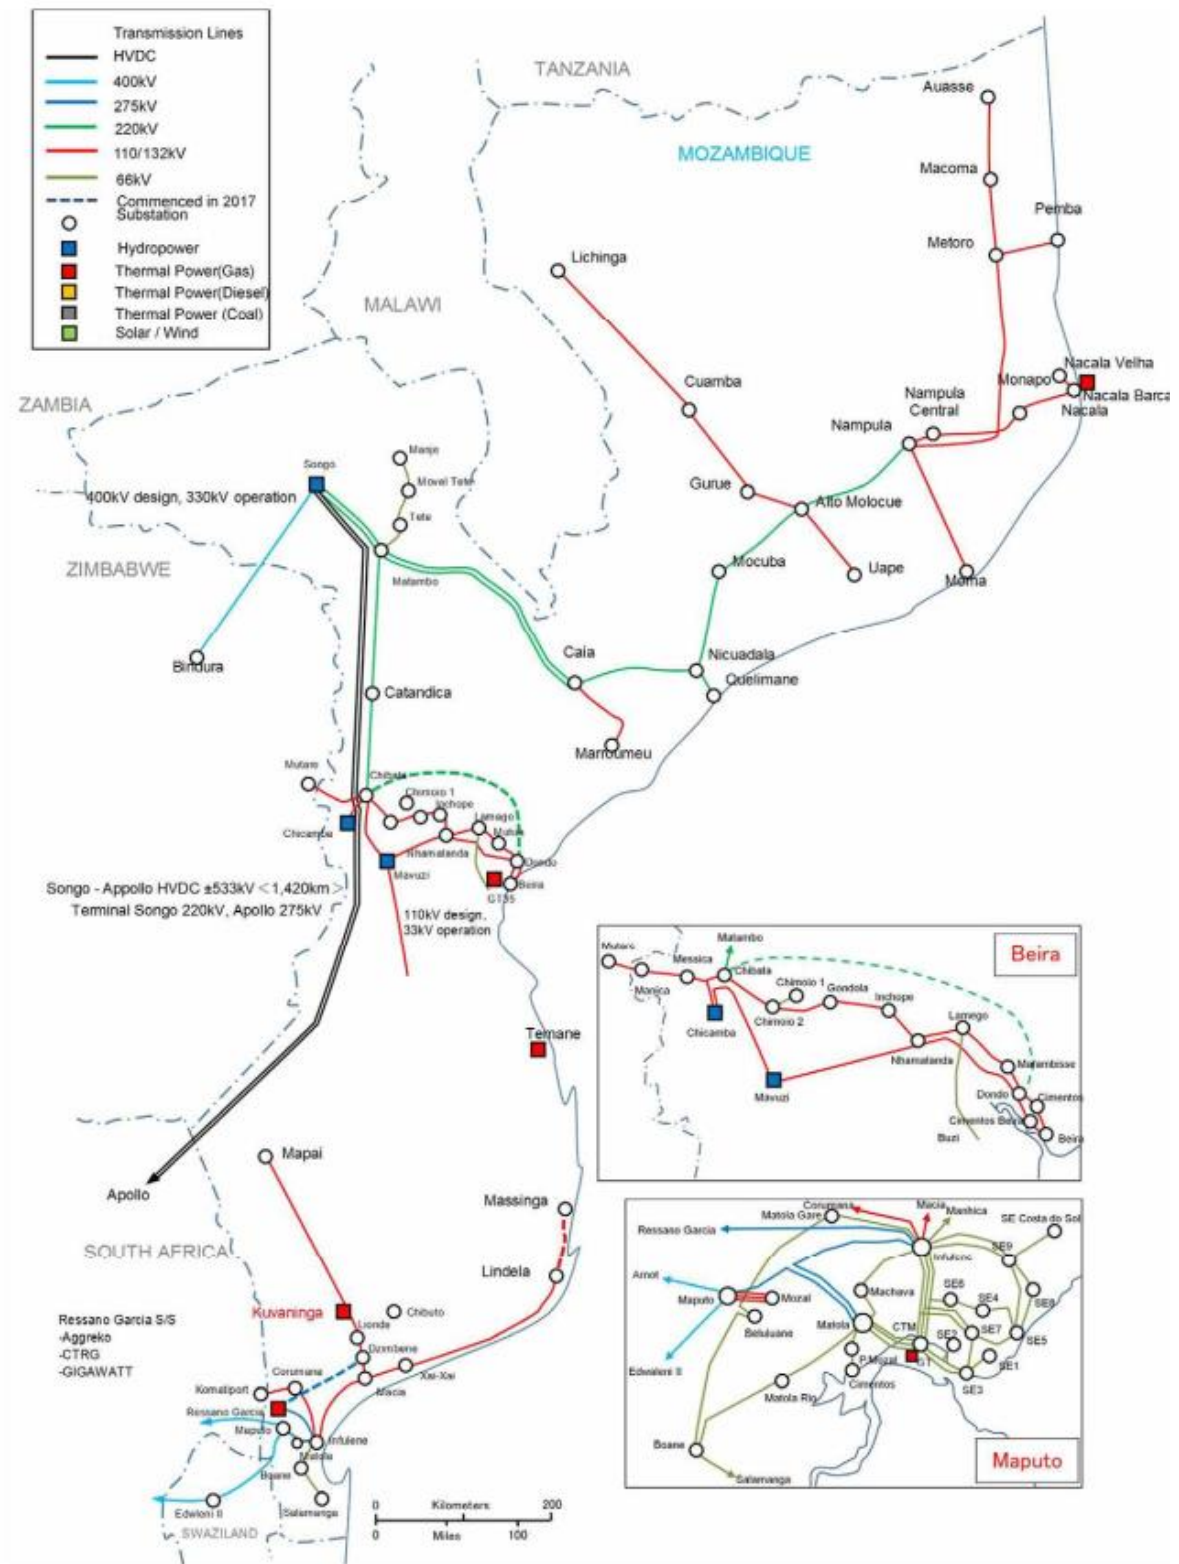 Transmission Lines
HVDC
400kV
275kV
220kV
110/132kV
66kV
Commenced in 2017
Substation
Hydropower
Thermal Power(Gas)
Thermal Power(Diesel)
Thermal Power (Coal)
Solar / Wind
TANZANIA
MOZAMBIQUE
MALAWI
ZAMBIA
ZIMBABWE
SOUTH AFRICA
SWAZILAND
Auasse
Macoma
Pemba
Metoro
Lichinga
Cuamba
Nacala Velha
Monapo
Nacala Barca
Nacala
Nampula
Central
Nampula
Gurue
Alto Molocue
Mocuba
Uape
Moma
Songo
400kV design, 330kV operation
Manje
Movel Tete
Tete
Matambo
Bindura
Caia
Nicuadala
Quelimane
Catandica
Marroumeu
Mutare
Chibata
Chimoio 1
Inchope
Lamego
Chicamba
Nhamatanda
Dondo
Mavuzi
Beira
GT35
Songo - Appollo HVDC ±533kV <1,420km>
Terminal Songo 220kV, Apollo 275kV
110kV design,
33kV operation
Temane
Apollo
Mapai
Massinga
Lindela
Kuvaninga
Chibuto
Lionde
Dzimbene
Xai-Xai
Macia
Corumana
Komatiport
Ressano Garcia
Maputo
Infulene
Matola
Boane
Salamanga
Edwloni II
Ressano Garcia S/S
-Aggreko
-CTRG
-GIGAWATT
0 Kilometers 200
0 Miles 100
Beira
Matambo
Mutare
Messica
Chibata
Manica
Chimoio 1
Gondola
Inchope
Chimoio 2
Lamego
Chicamba
Nhamatanda
Mafambisse
Mavuzi
Dondo
Cimentos
Cimentos Beira
Buzi
Beira
Corumana
Matola Gare
Macia
Manhica
SE Costa do Sol
Ressano Garcia
Infulene
SE9
Arnot
Machava
SE6
SE8
Maputo
Mozal
SE4
Beluluane
Matola
CTM
SE2
SE7
SE5
GT
SE1
P.Mozal
Cimentos
SE3
Edwaleni II
Matola Rio
Boane
Salamanga
Maputo